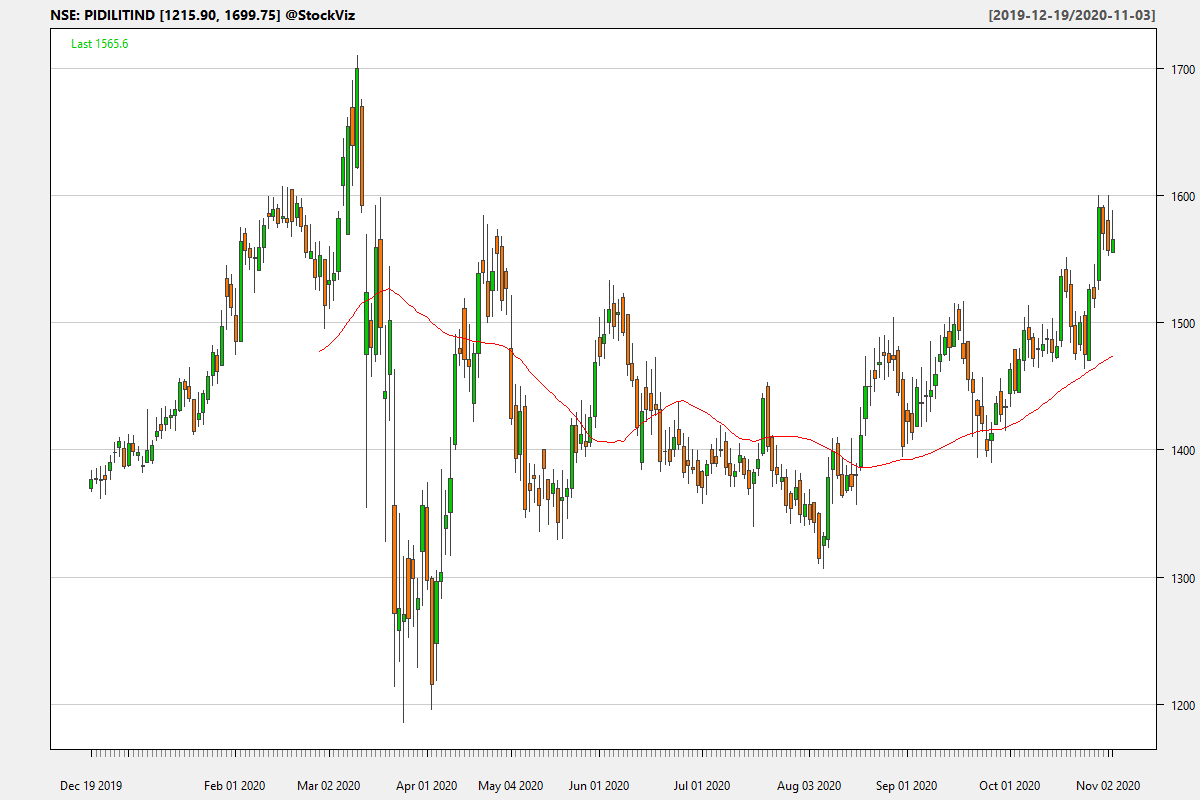 NSE: PIDILITIND [1215.90, 1699.75] @StockViz
[2019-12-19/2020-11-03]
Last 1565.6
1700
1600
1500
1400
1300
1200
Dec 19 2019
Feb 01 2020
Mar 02 2020
Apr 01 2020
May 04 2020
Jun 01 2020
Jul 01 2020
Aug 03 2020
Sep 01 2020
Oct 01 2020
Nov 02 2020